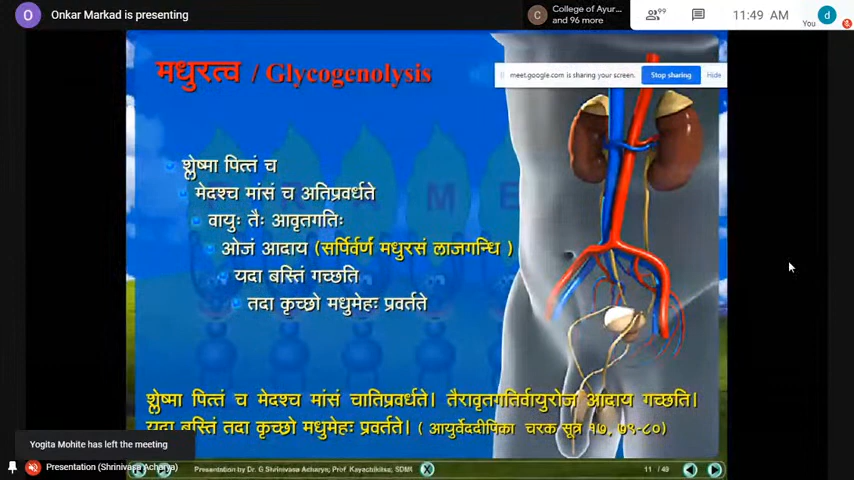 Onkar Markad is presenting
College of Ayur...
and 96 more
99
11:49 AM
You
d
मधुरत्व / Glycogenolysis
meet.google.com is sharing your screen.
Stop sharing
Hide
श्लेष्मा पित्तं च
मेदश्च मांसं च अतिप्रवर्धते
वायुः तैः आवृतगतिः
ओजं आदाय (सर्पिर्वर्णं मधुरसं लाजगन्धि )
यदा बस्तिं गच्छति
तदा कृच्छो मधुमेहः प्रवर्तते
श्लेष्मा पित्तं च मेदश्च मांसं चातिप्रवर्धते। तैरावृतगतिर्वायुरोज आदाय गच्छति।
यदा बस्तिं तदा कृच्छो मधुमेहः प्रवर्तते। ( आयुर्वेददीपिका चरक सूत्र १७, ७९-८०)
Yogita Mohite has left the meeting
Presentation (Shrinivasa Acharya)
Presentation by Dr. G Shrinivasa Acharya; Prof Kayachikitsa; SDM
11 / 49